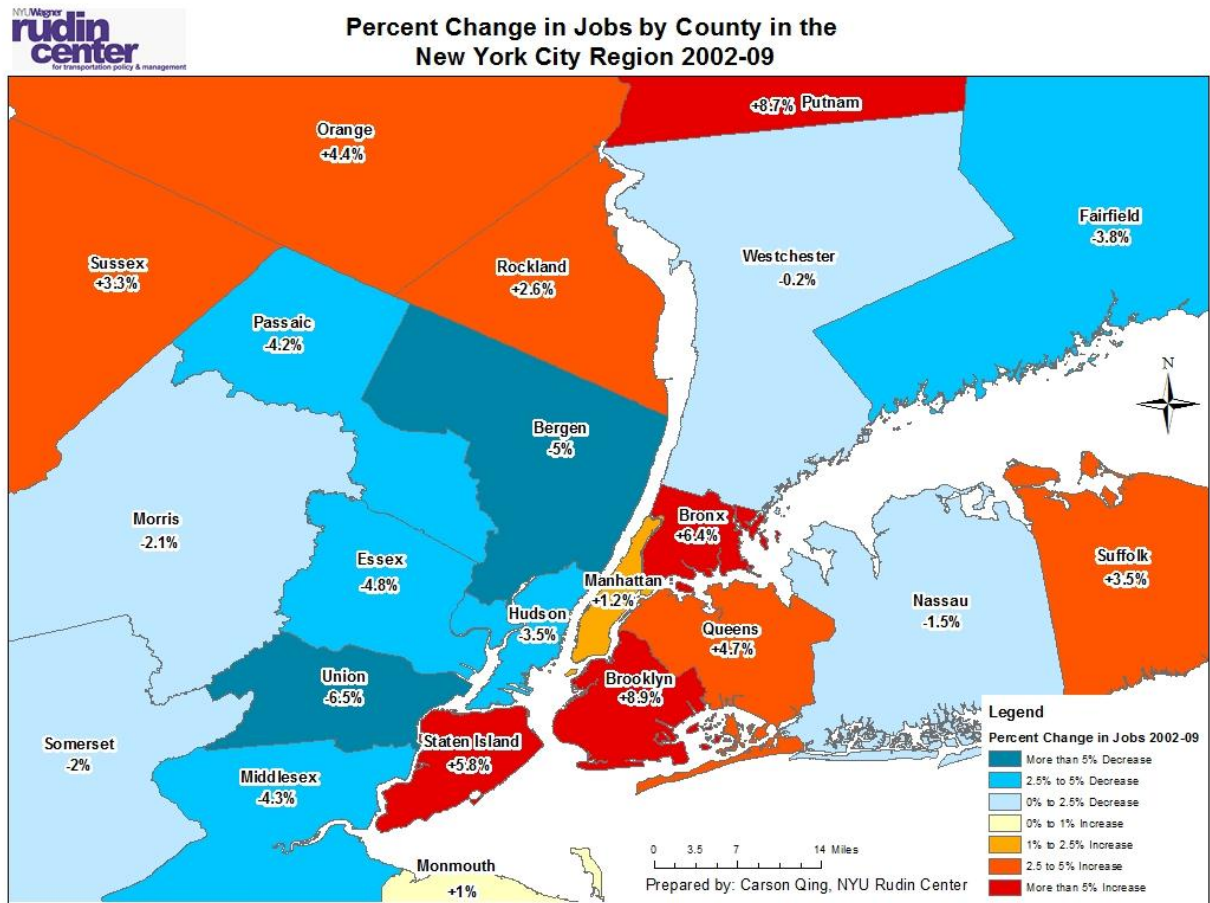 NYU Wagner
rudin
center
for transportation policy & management
Percent Change in Jobs by County in the
New York City Region 2002-09
+8.7% Putnam
Orange
+4.4%
Fairfield
-3.8%
Westchester
-0.2%
Sussex
+3.3%
Rockland
+2.6%
Passaic
-4.2%
N
Bergen
-5%
Morris
-2.1%
Bronx
+6.4%
Essex
-4.8%
Suffolk
+3.5%
Manhattan
+1.2%
Nassau
-1.5%
Hudson
-3.5%
Queens
+4.7%
Union
-6.5%
Brooklyn
+8.9%
Somerset
-2%
Staten Island
+5.8%
Middlesex
-4.3%
Monmouth
+1%
Legend
Percent Change in Jobs 2002-09
More than 5% Decrease
2.5% to 5% Decrease
0% to 2.5% Decrease
0% to 1% Increase
1% to 2.5% Increase
2.5 to 5% Increase
More than 5% Increase
0 3.5 7 14 Miles
Prepared by: Carson Qing, NYU Rudin Center